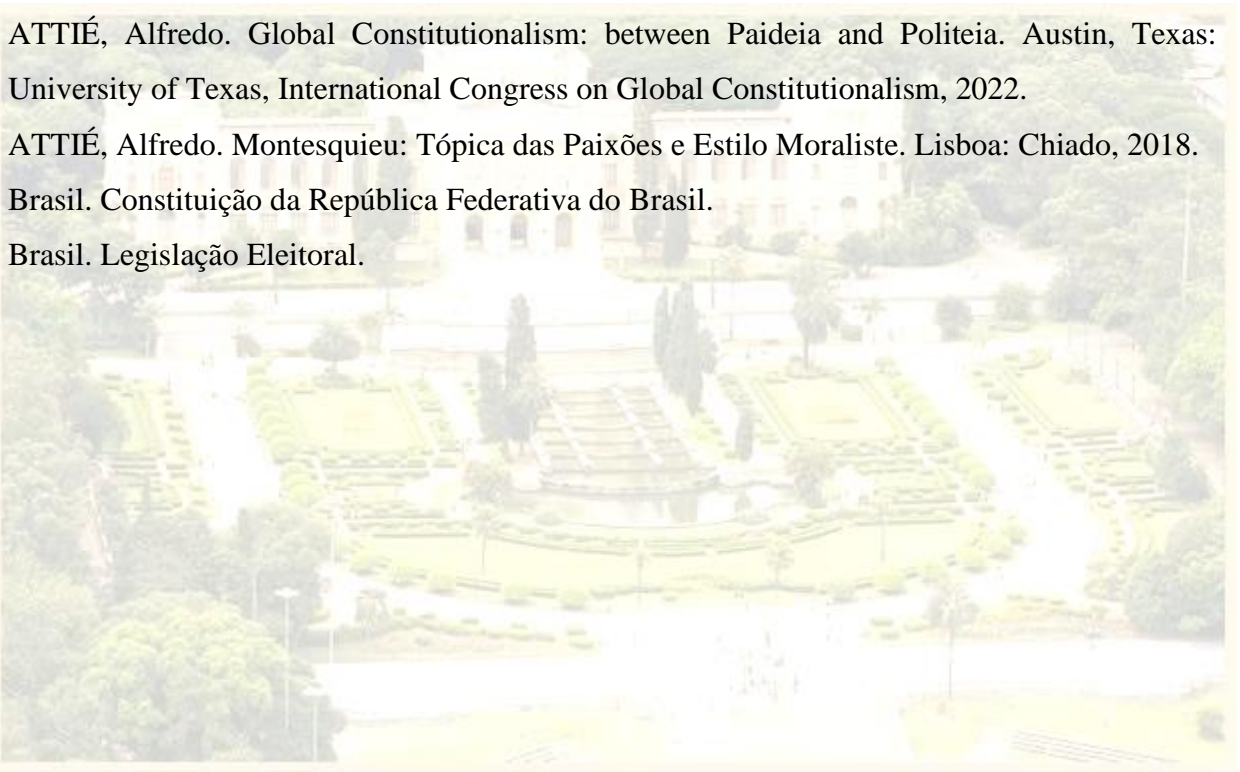 ATTIÉ, Alfredo. Global Constitutionalism: between Paideia and Politeia. Austin, Texas:
University of Texas, International Congress on Global Constitutionalism, 2022.
ATTIÉ, Alfredo. Montesquieu: Tópica das Paixões e Estilo Moraliste. Lisboa: Chiado, 2018.
Brasil. Constituição da República Federativa do Brasil.
Brasil. Legislação Eleitoral.